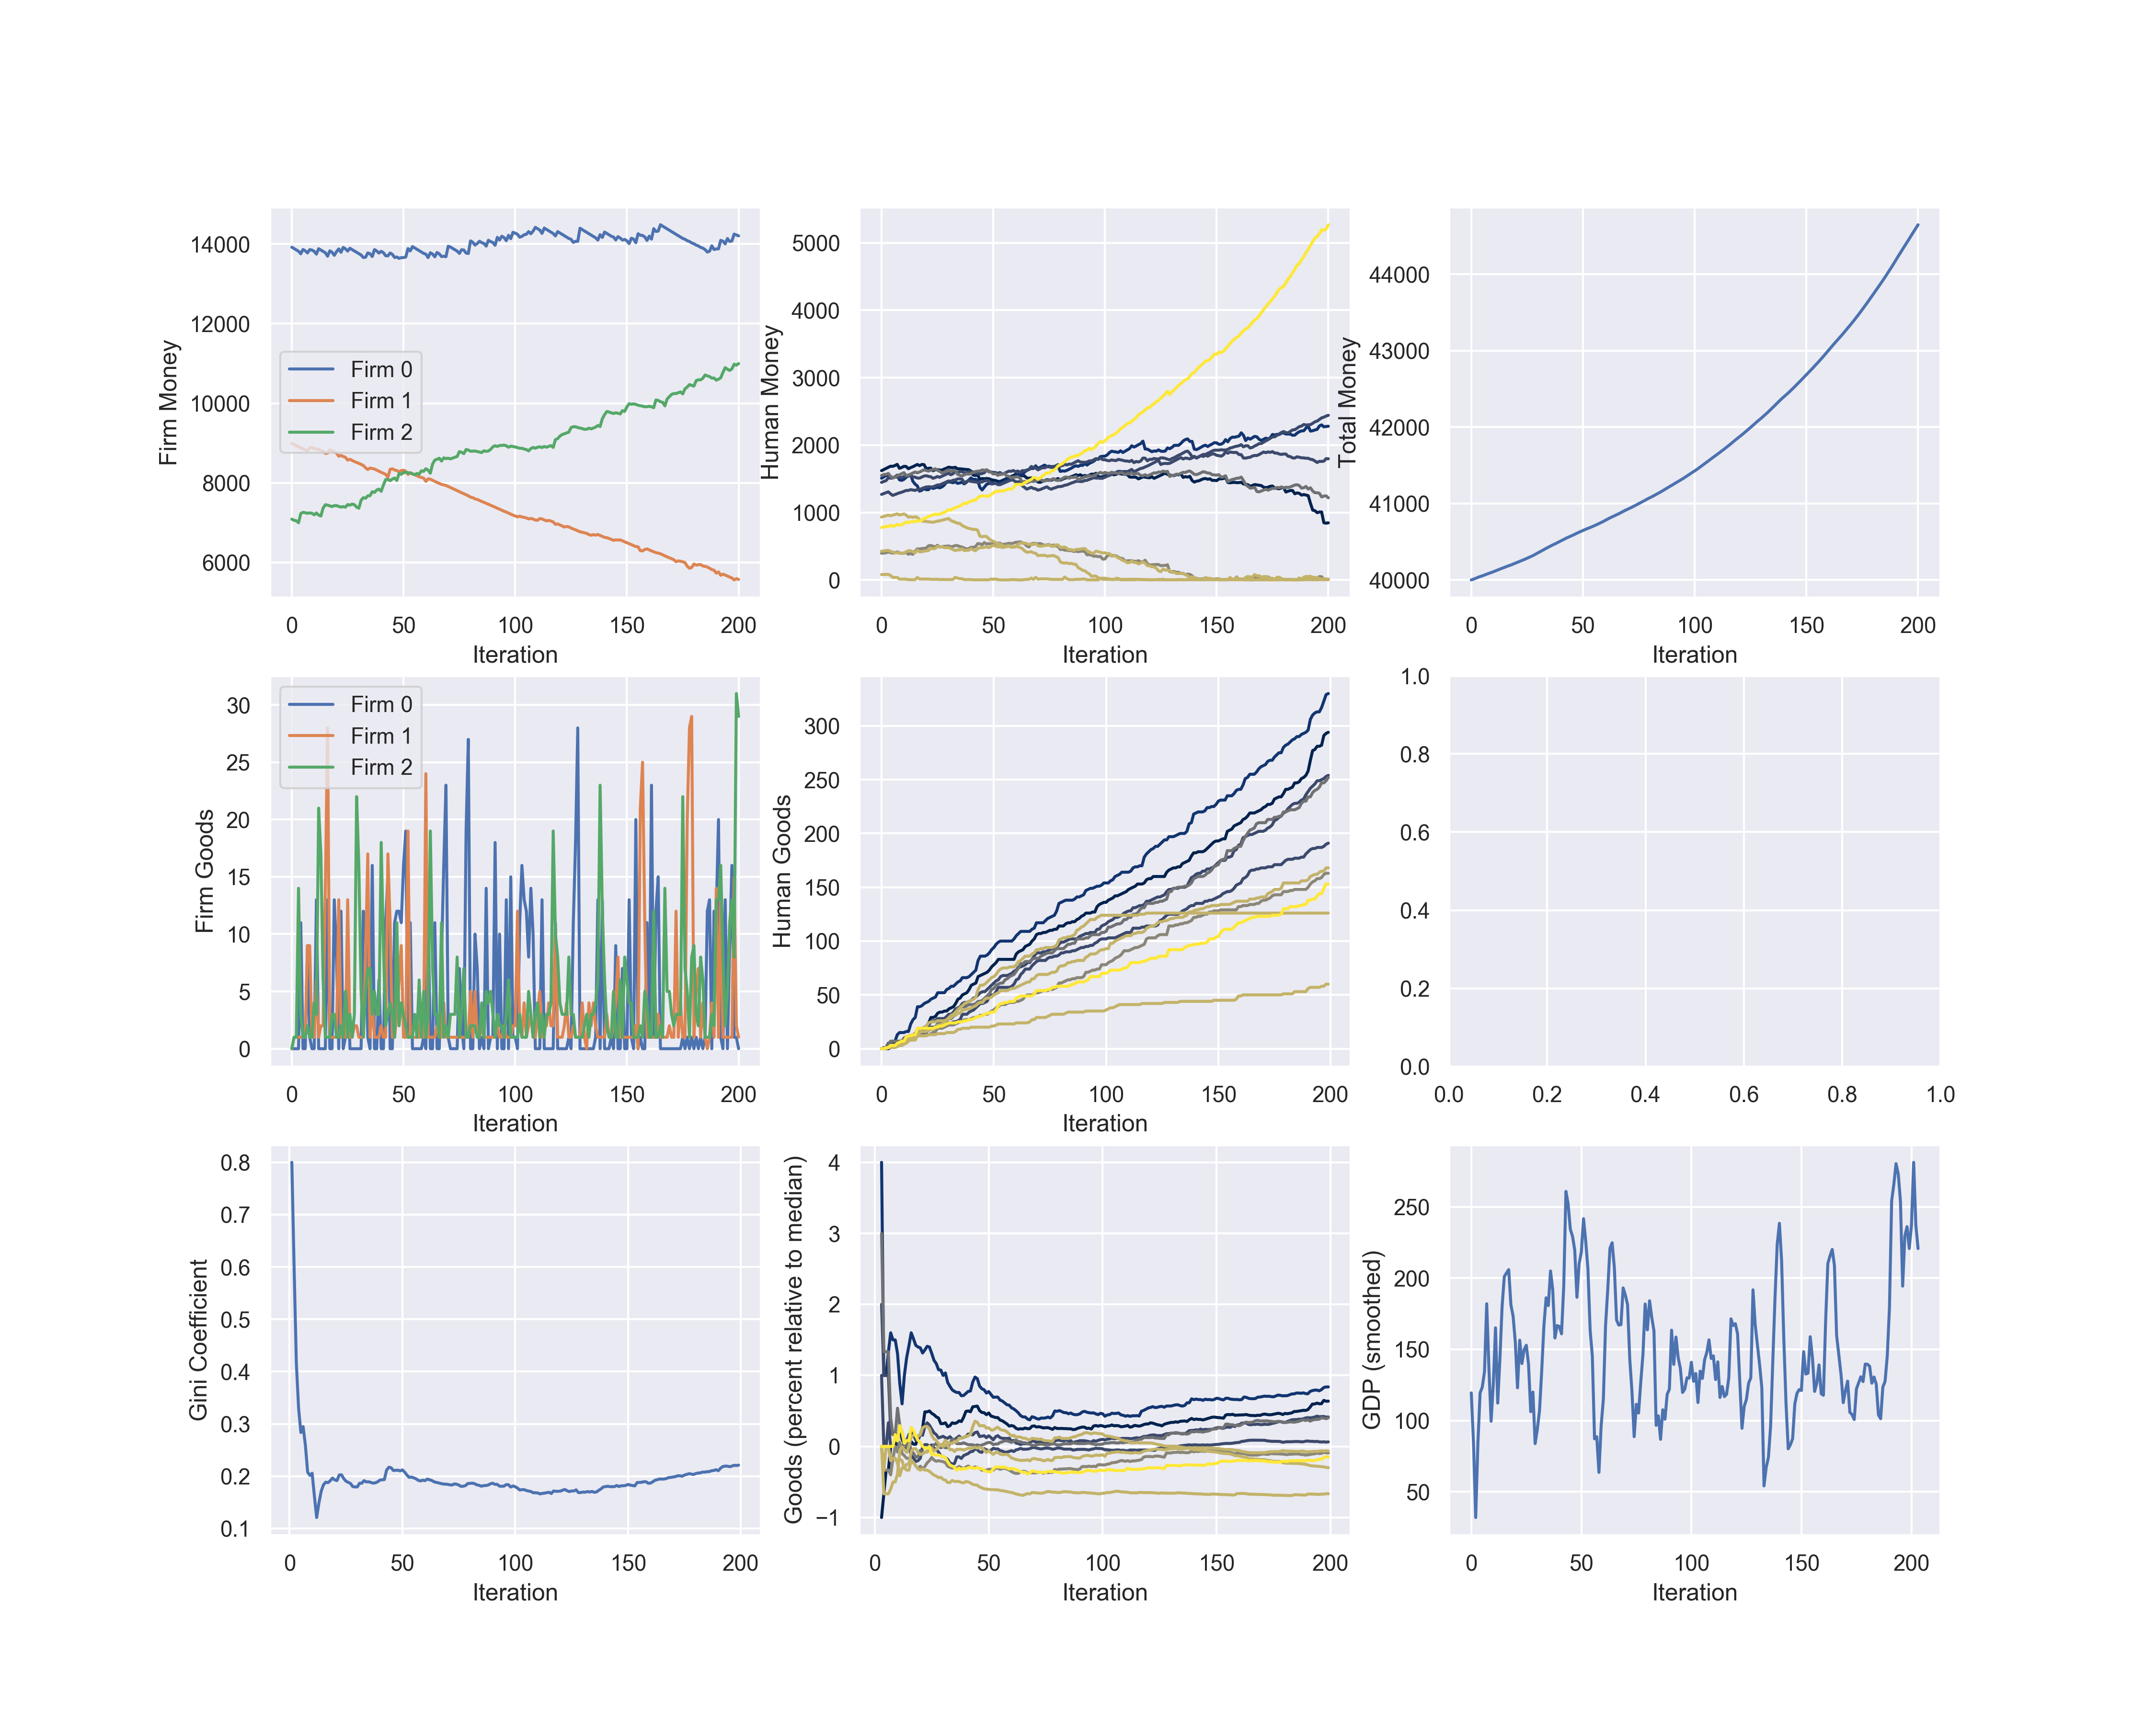 Firm Money
14000
12000
10000
8000
6000
Firm 0
Firm 1
Firm 2
0 50 100 150 200
Iteration
Human Money
5000
4000
3000
2000
1000
0
0 50 100 150 200
Iteration
Total Money
44000
43000
42000
41000
40000
0 50 100 150 200
Iteration
Firm Goods
30
25
20
15
10
5
0
Firm 0
Firm 1
Firm 2
0 50 100 150 200
Iteration
Human Goods
300
250
200
150
100
50
0
0 50 100 150 200
Iteration
1.0
0.8
0.6
0.4
0.2
0.0
0.0 0.2 0.4 0.6 0.8 1.0
Gini Coefficient
0.8
0.7
0.6
0.5
0.4
0.3
0.2
0.1
0 50 100 150 200
Iteration
Goods (percent relative to median)
4
3
2
1
0
−1
0 50 100 150 200
Iteration
GDP (smoothed)
250
200
150
100
50
0 50 100 150 200
Iteration